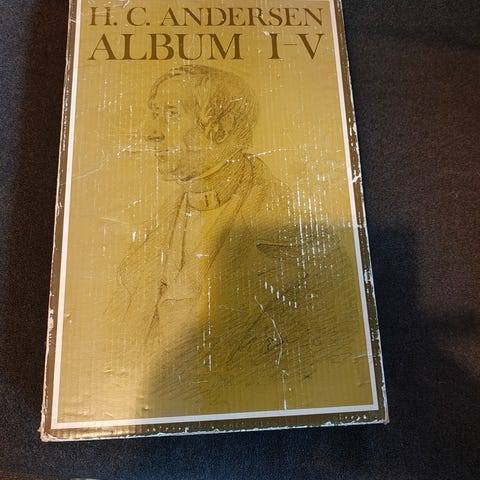 H. C. ANDERSEN
ALBUM I-V